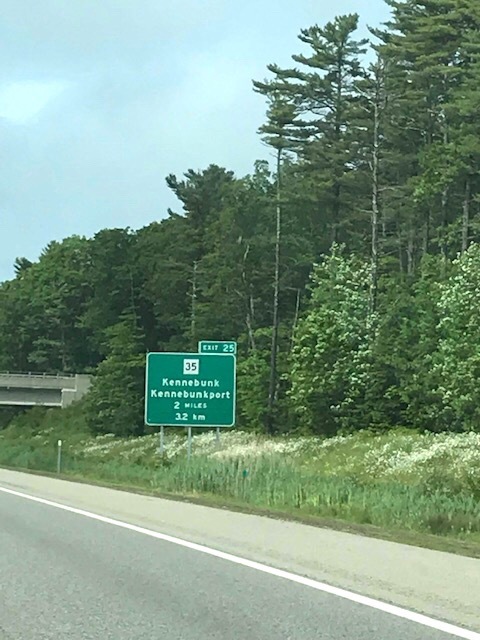 EXIT 25
35
Kennebunk
Kennebunkport
2 MILES
3.2 km